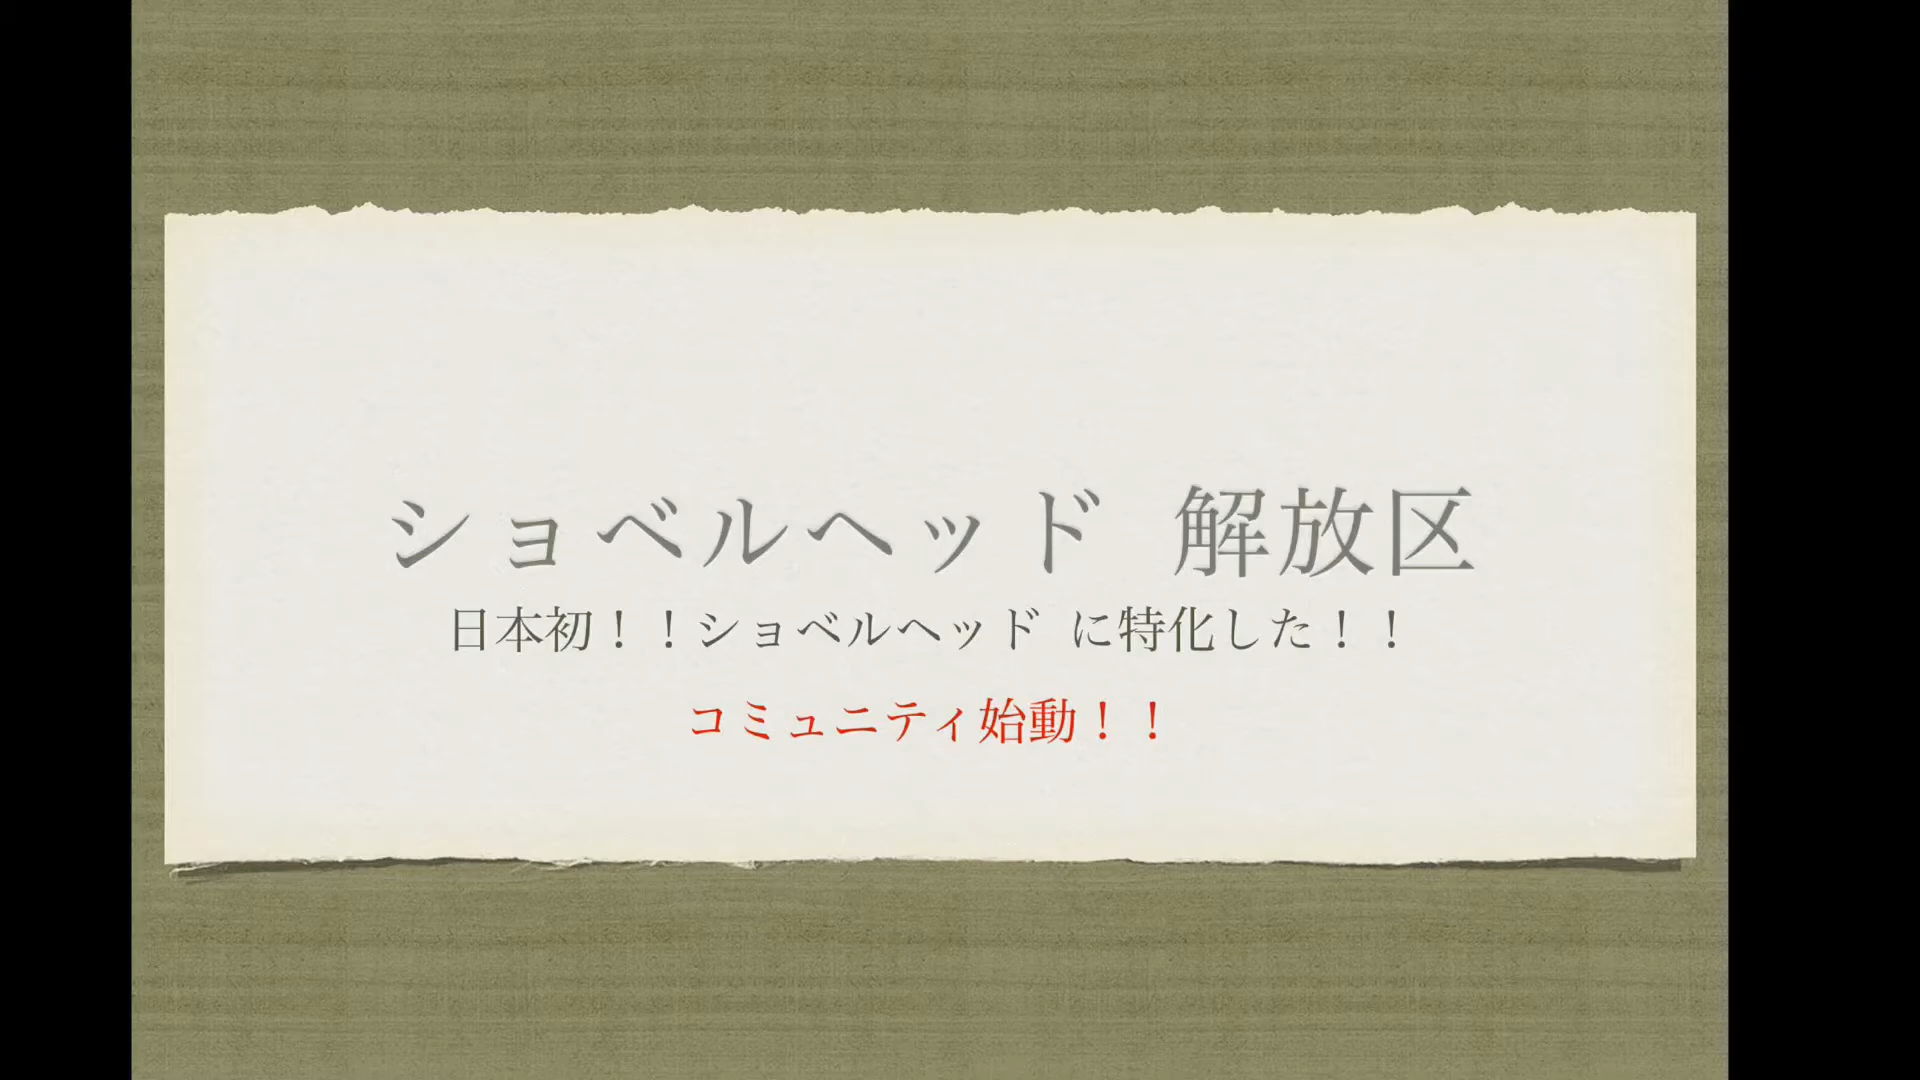 ショベルヘッド 解放区
日本初！！ショベルヘッド に特化した！！
コミュニティ始動！！